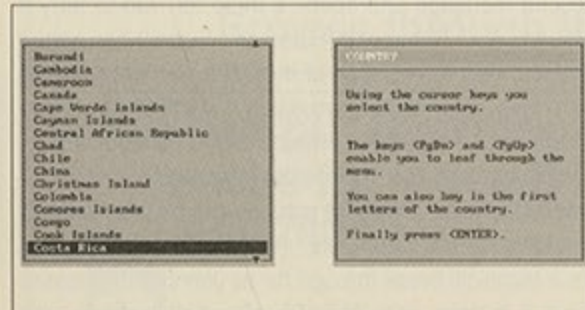 Burundi
Cambodia
Cameroon
Canada
Cape Verde islands
Cayman Islands
Central African Republic
Chad
Chile
China
Christmas Island
Colombia
Comores Islands
Congo
Cook Islands
Costa Rica
COUNTRY
Using the cursor keys you
select the country.
The keys <PgDn> and <PgUp>
enable you to leaf through the
menu.
You can also key in the first
letters of the country.
Finally press <ENTER>.